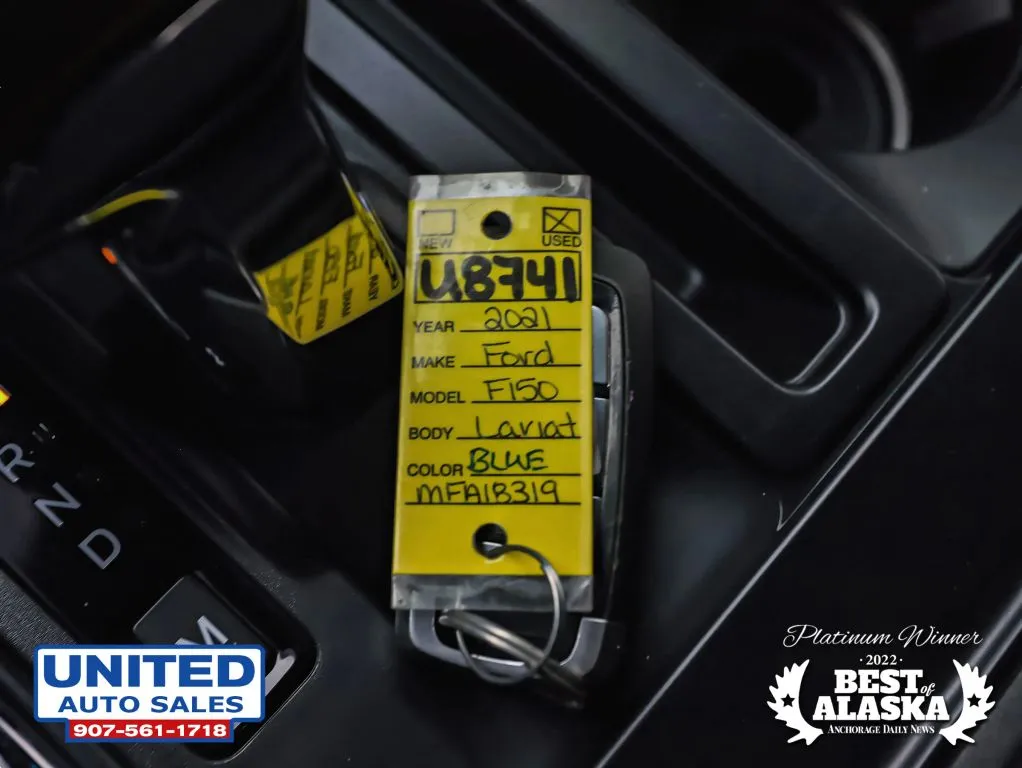 NEW USED
U8741
YEAR 2021
MAKE Ford
MODEL F150
BODY Lariat
COLOR BLUE
MFA18319
R
N
D
M
UNITED
AUTO SALES
907-561-1718
Platinum Winner
·2022·
BEST of
ALASKA
ANCHORAGE DAILY NEWS